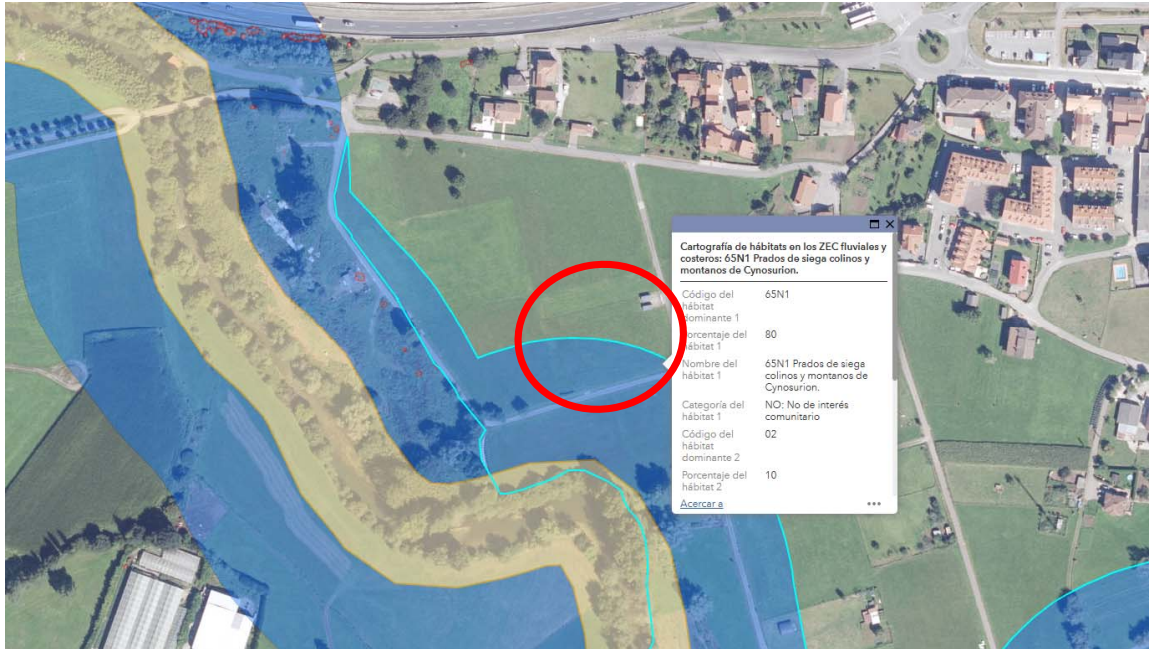 Cartografía de hábitats en los ZEC fluviales y
costeros: 65N1 Prados de siega colinos y
montanos de Cynosurion.
Código del 65N1
hábitat
dominante 1
Porcentaje del 80
hábitat 1
Nombre del 65N1 Prados de siega
hábitat 1 colinos y montanos de
Cynosurion.
Categoría del NO: No de interés
hábitat 1 comunitario
Código del 02
hábitat
dominante 2
Porcentaje del 10
hábitat 2
Acercar a